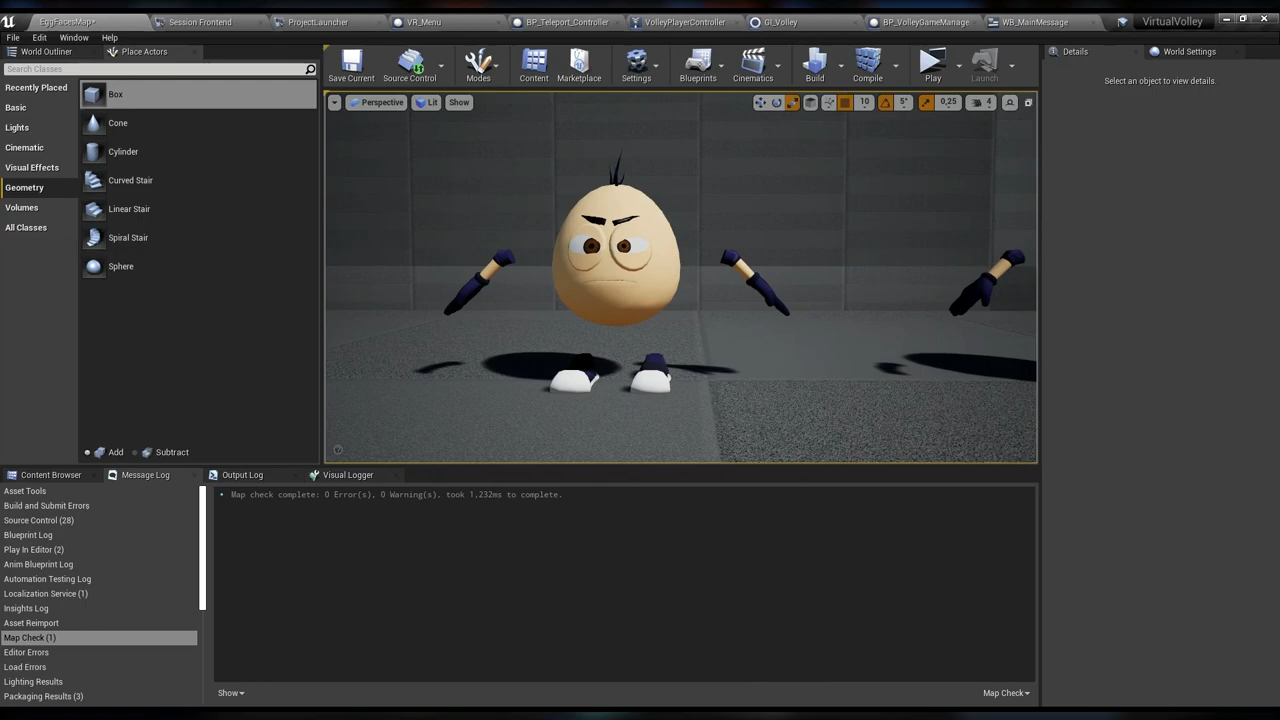 EggFacesMap*
Session Frontend
ProjectLauncher
VR_Menu
BP_Teleport_Controller
VolleyPlayerController
GI_Volley
BP_VolleyGameManage
WB_MainMessage
VirtualVolley
File Edit Window Help
World Outliner
Place Actors
Search Classes
Recently Placed
Basic
Lights
Cinematic
Visual Effects
Geometry
Volumes
All Classes
Box
Cone
Cylinder
Curved Stair
Linear Stair
Spiral Stair
Sphere
Add Subtract
Save Current
Source Control
Modes
Content
Marketplace
Settings
Blueprints
Cinematics
Build
Compile
Play
Launch
Perspective
Lit
Show
10
5°
0,25
4
Details
World Settings
Select an object to view details.
Content Browser
Message Log
Output Log
Visual Logger
Asset Tools
Build and Submit Errors
Source Control (28)
Blueprint Log
Play In Editor (2)
Anim Blueprint Log
Automation Testing Log
Localization Service (1)
Insights Log
Asset Reimport
Map Check (1)
Editor Errors
Load Errors
Lighting Results
Packaging Results (3)
Map check complete: 0 Error(s), 0 Warning(s), took 1,232ms to complete.
Show
Map Check